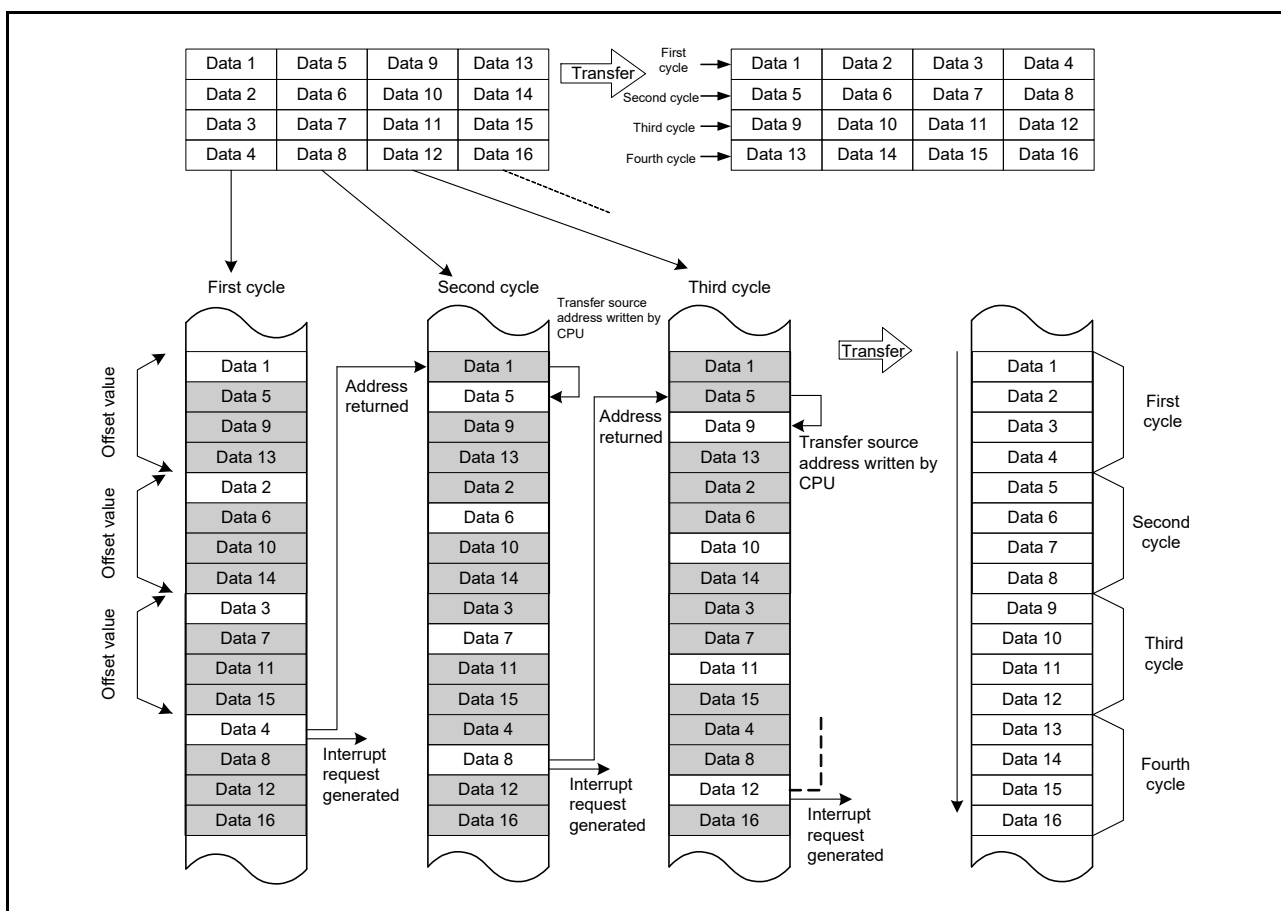 Data 1 Data 5 Data 9 Data 13
Data 2 Data 6 Data 10 Data 14
Data 3 Data 7 Data 11 Data 15
Data 4 Data 8 Data 12 Data 16
Transfer
First
cycle
Second cycle
Third cycle
Fourth cycle
Data 1 Data 2 Data 3 Data 4
Data 5 Data 6 Data 7 Data 8
Data 9 Data 10 Data 11 Data 12
Data 13 Data 14 Data 15 Data 16
First cycle
Offset value
Offset value
Offset value
Data 1
Data 5
Data 9
Data 13
Data 2
Data 6
Data 10
Data 14
Data 3
Data 7
Data 11
Data 15
Data 4
Data 8
Data 12
Data 16
Address
returned
Interrupt
request
generated
Second cycle
Transfer source
address written by
CPU
Data 1
Data 5
Data 9
Data 13
Data 2
Data 6
Data 10
Data 14
Data 3
Data 7
Data 11
Data 15
Data 4
Data 8
Data 12
Data 16
Address
returned
Interrupt
request
generated
Third cycle
Data 1
Data 5
Data 9
Data 13
Data 2
Data 6
Data 10
Data 14
Data 3
Data 7
Data 11
Data 15
Data 4
Data 8
Data 12
Data 16
Transfer source
address written by
CPU
Interrupt
request
generated
Transfer
Data 1
Data 2
Data 3
Data 4
Data 5
Data 6
Data 7
Data 8
Data 9
Data 10
Data 11
Data 12
Data 13
Data 14
Data 15
Data 16
First
cycle
Second
cycle
Third
cycle
Fourth
cycle